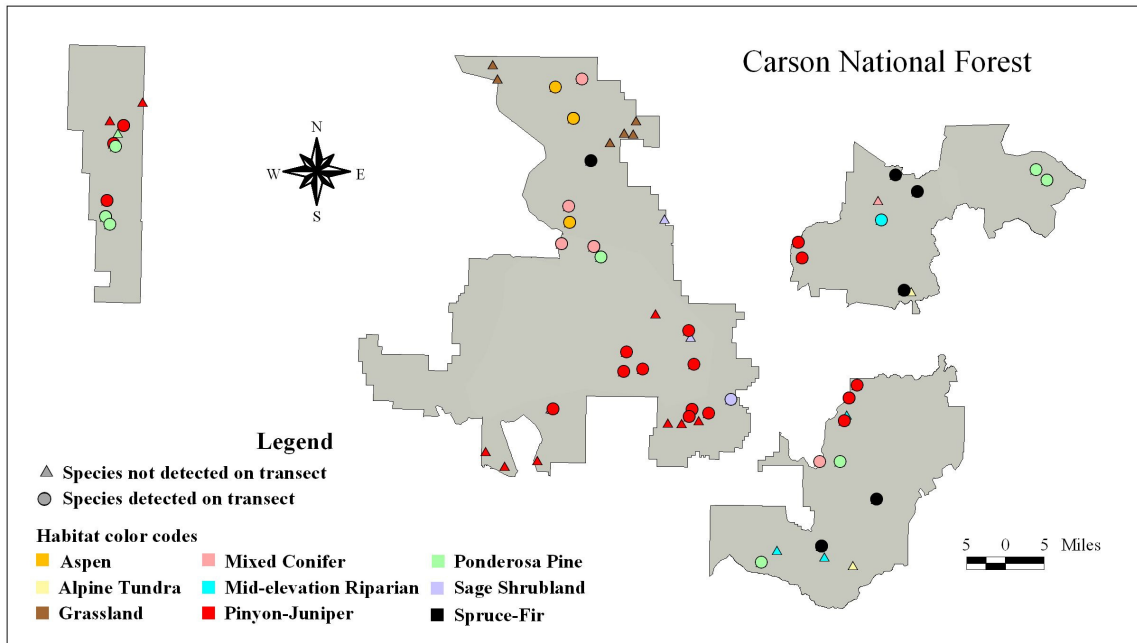 Carson National Forest
N
W E
S
Legend
Species not detected on transect
Species detected on transect
Habitat color codes
Aspen Mixed Conifer Ponderosa Pine
Alpine Tundra Mid-elevation Riparian Sage Shrubland
Grassland Pinyon-Juniper Spruce-Fir
5 0 5 Miles